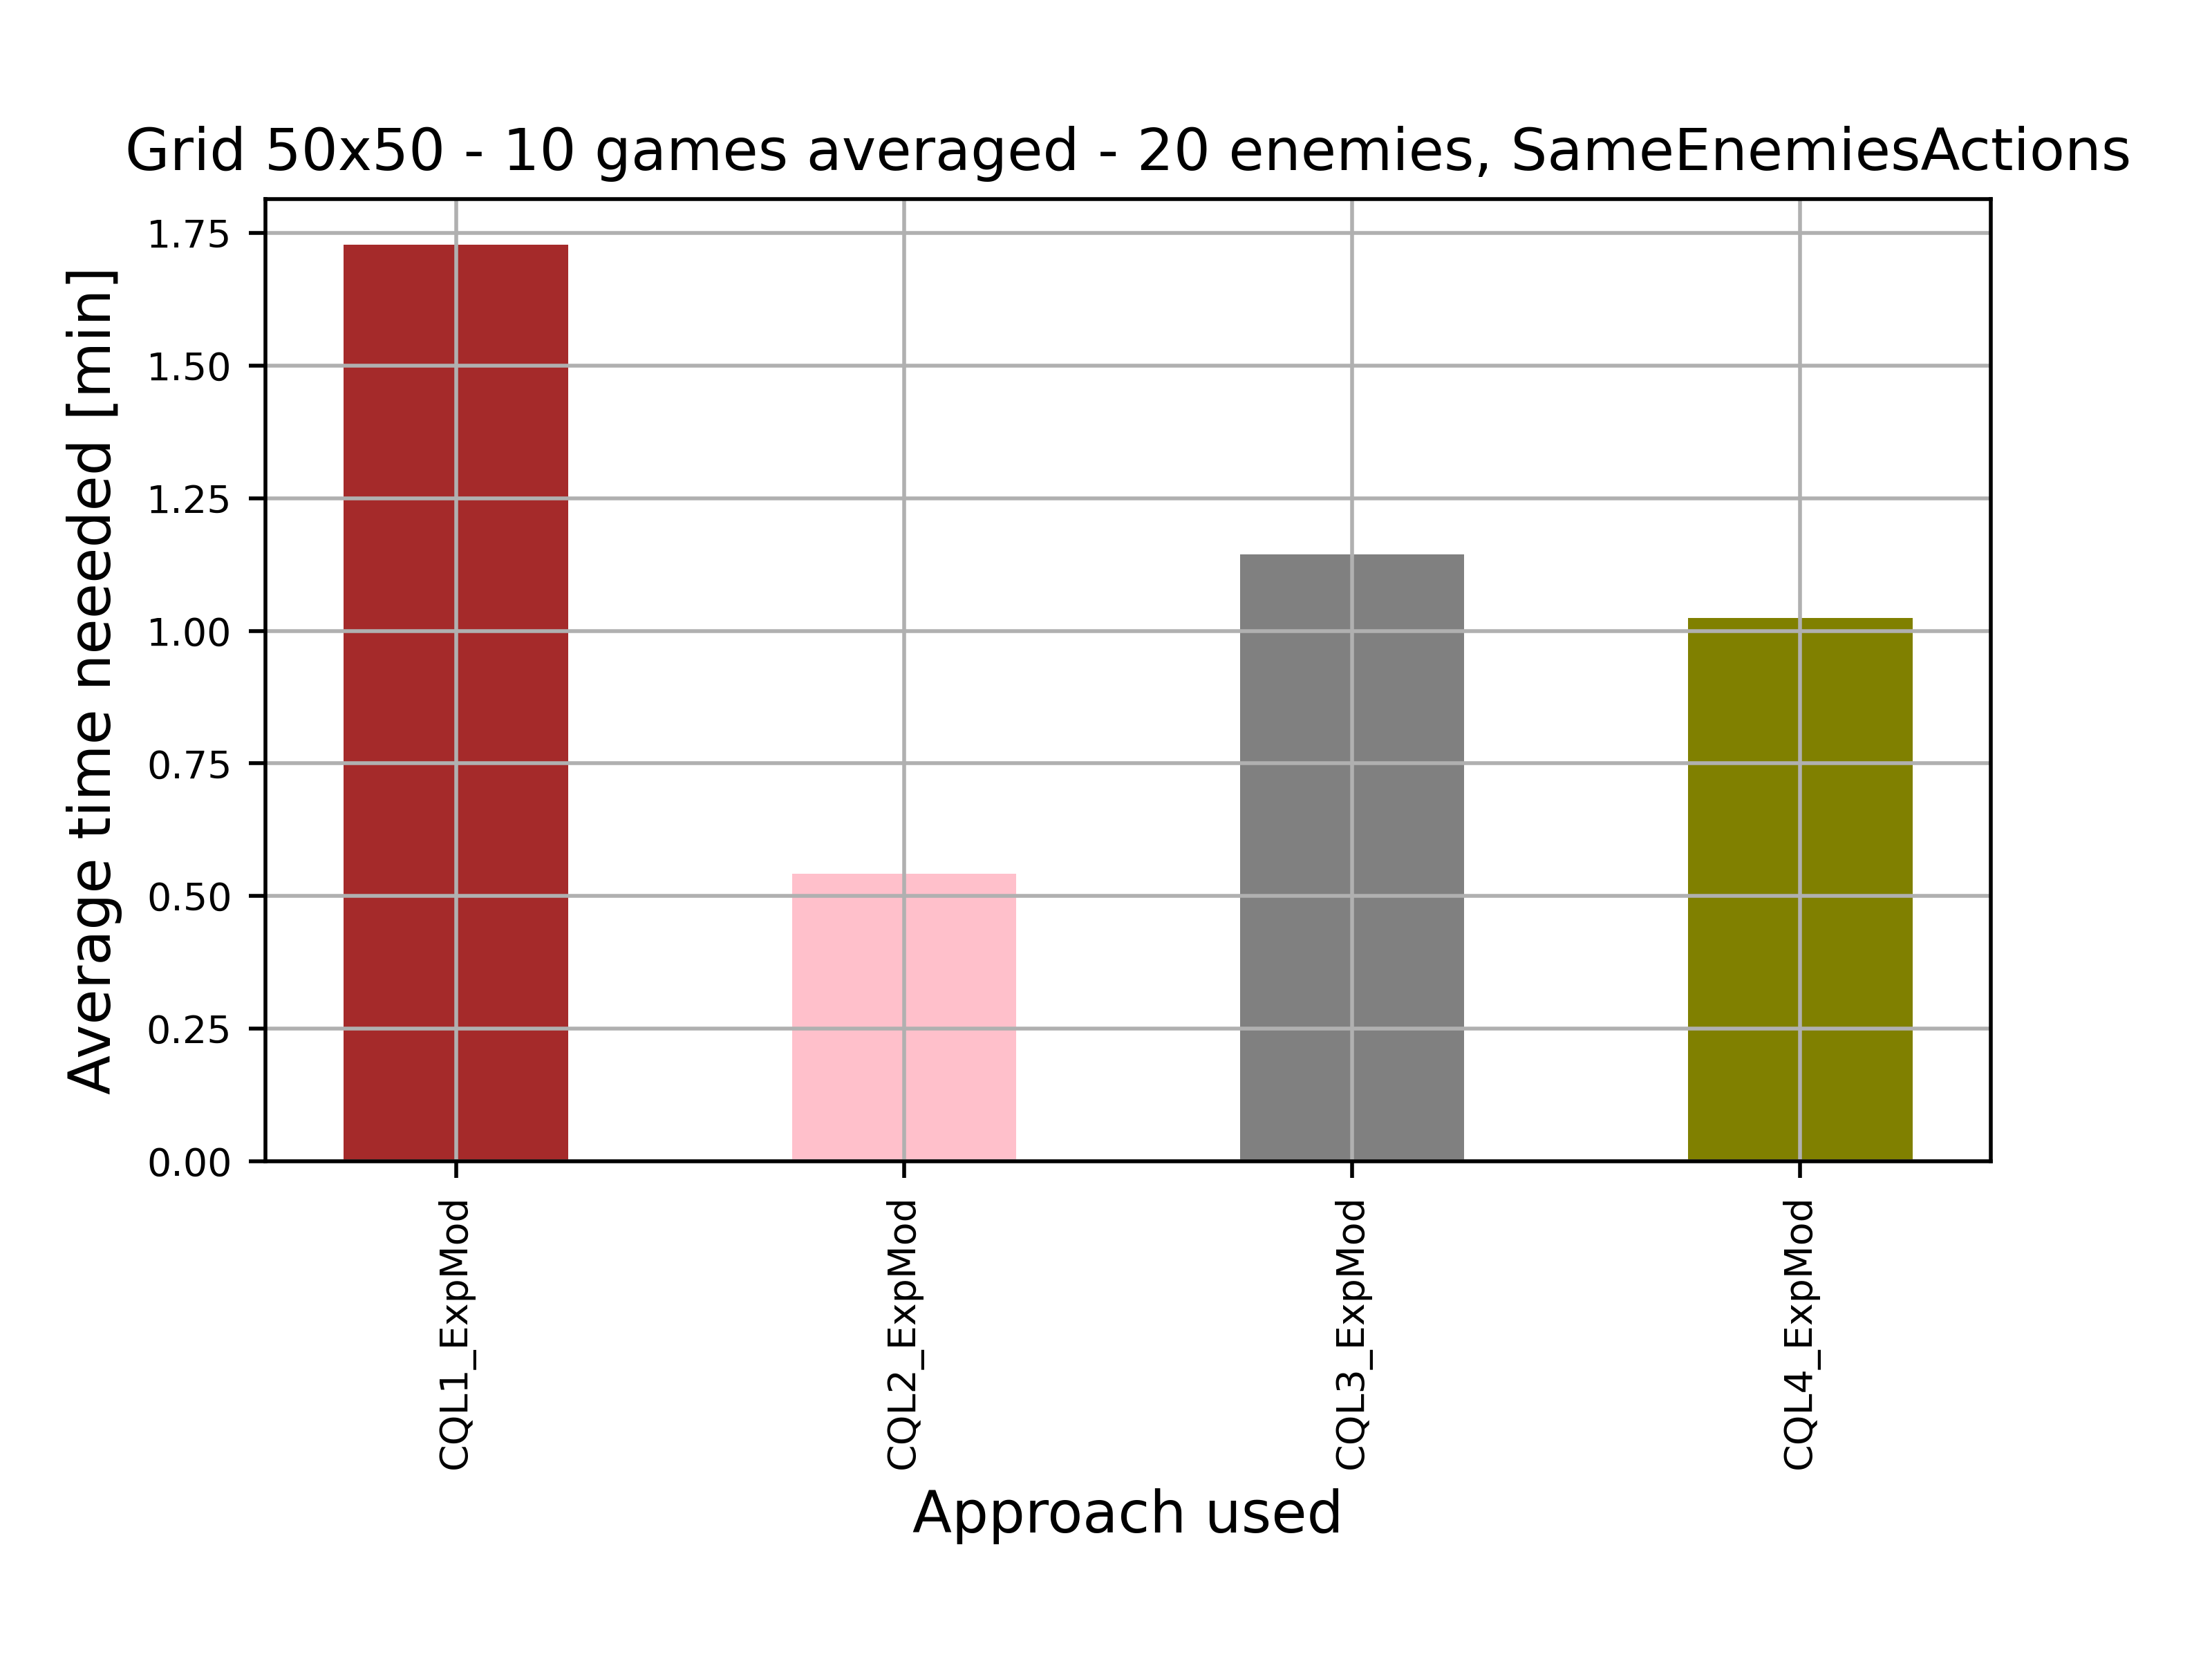 Grid 50x50 - 10 games averaged - 20 enemies, SameEnemiesActions
Average time needed [min]
1.75
1.50
1.25
1.00
0.75
0.50
0.25
0.00
CQL1_ExpMod
CQL2_ExpMod
CQL3_ExpMod
CQL4_ExpMod
Approach used